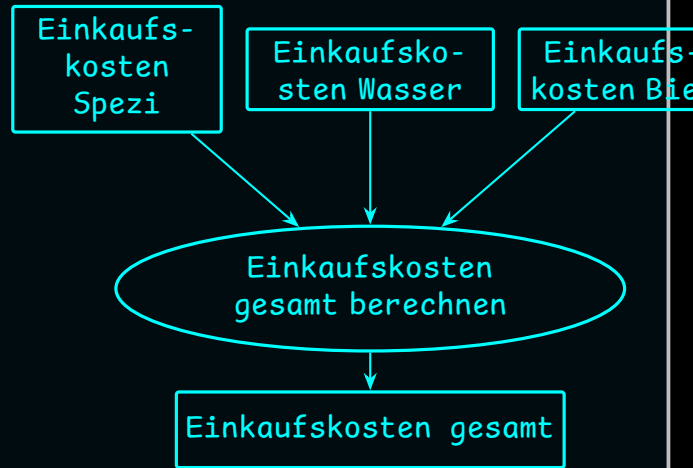 Einkaufs-
kosten
Spezi
Einkaufsko-
sten Wasser
Einkaufs-
kosten Bie
Einkaufskosten
gesamt berechnen
Einkaufskosten gesamt